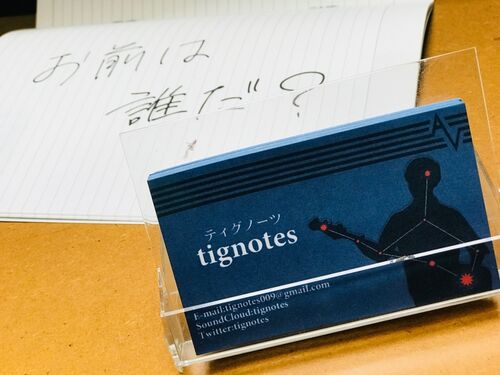 お前は
誰だ?
ティグノーツ
tignotes
E-mail:tignotes009@gmail.com
SoundCloud:tignotes
Twitter:tignotes